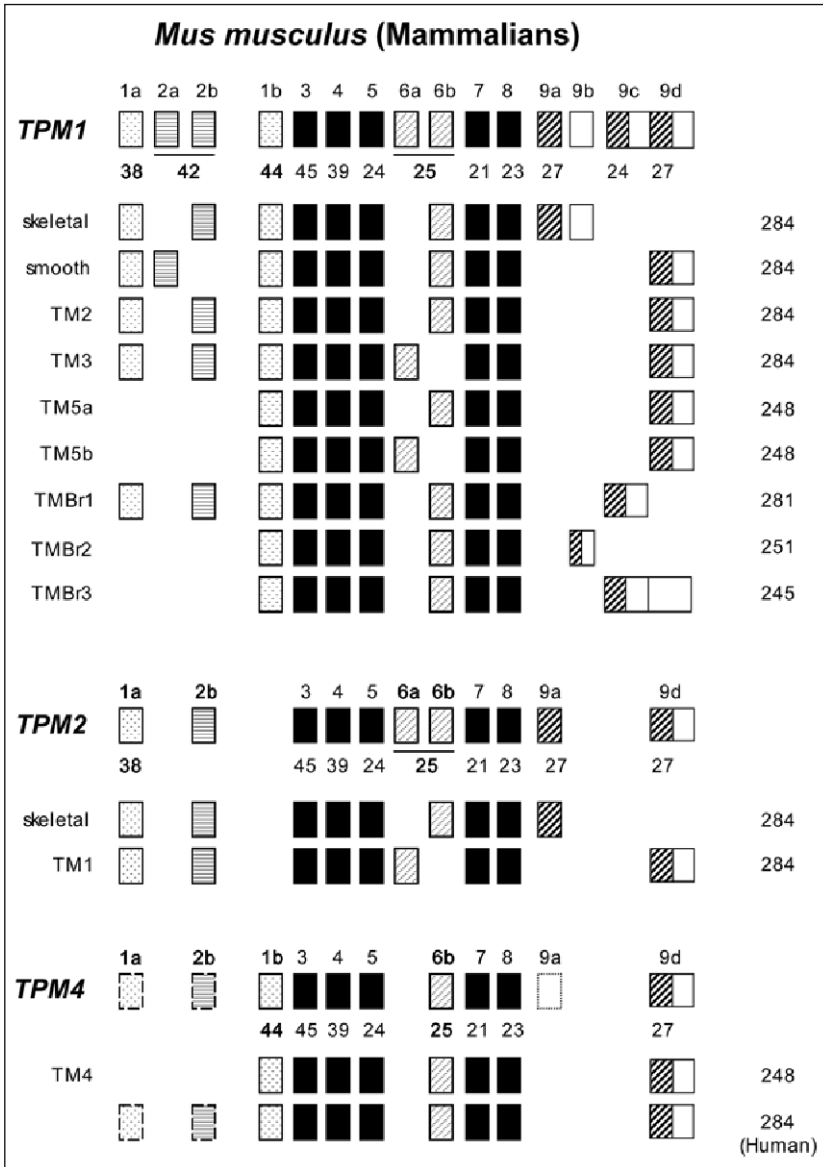 Mus musculus (Mammalians)
1a 2a 2b 1b 3 4 5 6a 6b 7 8 9a 9b 9c 9d
TPM1
38 42 44 45 39 24 25 21 23 27 24 27
skeletal 284
smooth 284
TM2 284
TM3 284
TM5a 248
TM5b 248
TMBr1 281
TMBr2 251
TMBr3 245
1a 2b 3 4 5 6a 6b 7 8 9a 9d
TPM2
38 45 39 24 25 21 23 27 27
skeletal 284
TM1 284
1a 2b 1b 3 4 5 6b 7 8 9a 9d
TPM4
44 45 39 24 25 21 23 27
TM4 248
284
(Human)